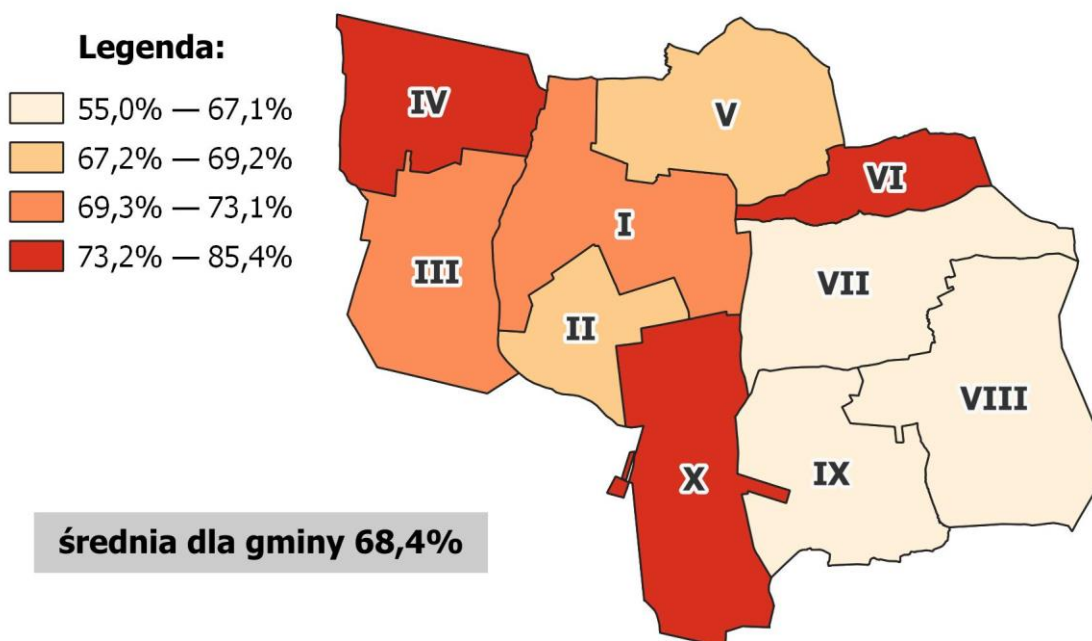 Legenda:
55,0% — 67,1%
67,2% — 69,2%
69,3% — 73,1%
73,2% — 85,4%
IV
V
VI
I
III
VII
II
VIII
IX
X
średnia dla gminy 68,4%